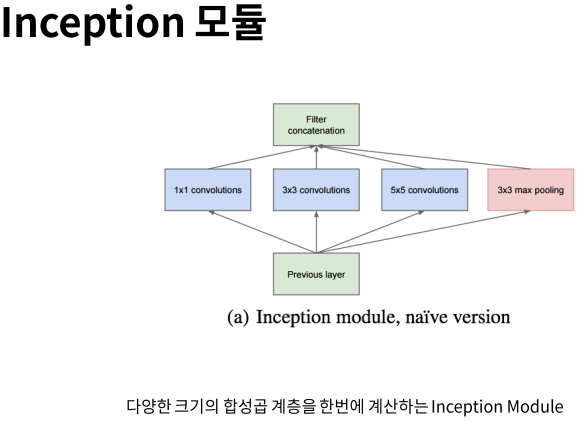 Inception 모듈
Filter
concatenation
1x1 convolutions
3x3 convolutions
5x5 convolutions
3x3 max pooling
Previous layer
(a) Inception module, naïve version
다양한 크기의 합성곱 계층을 한번에 계산하는 Inception Module